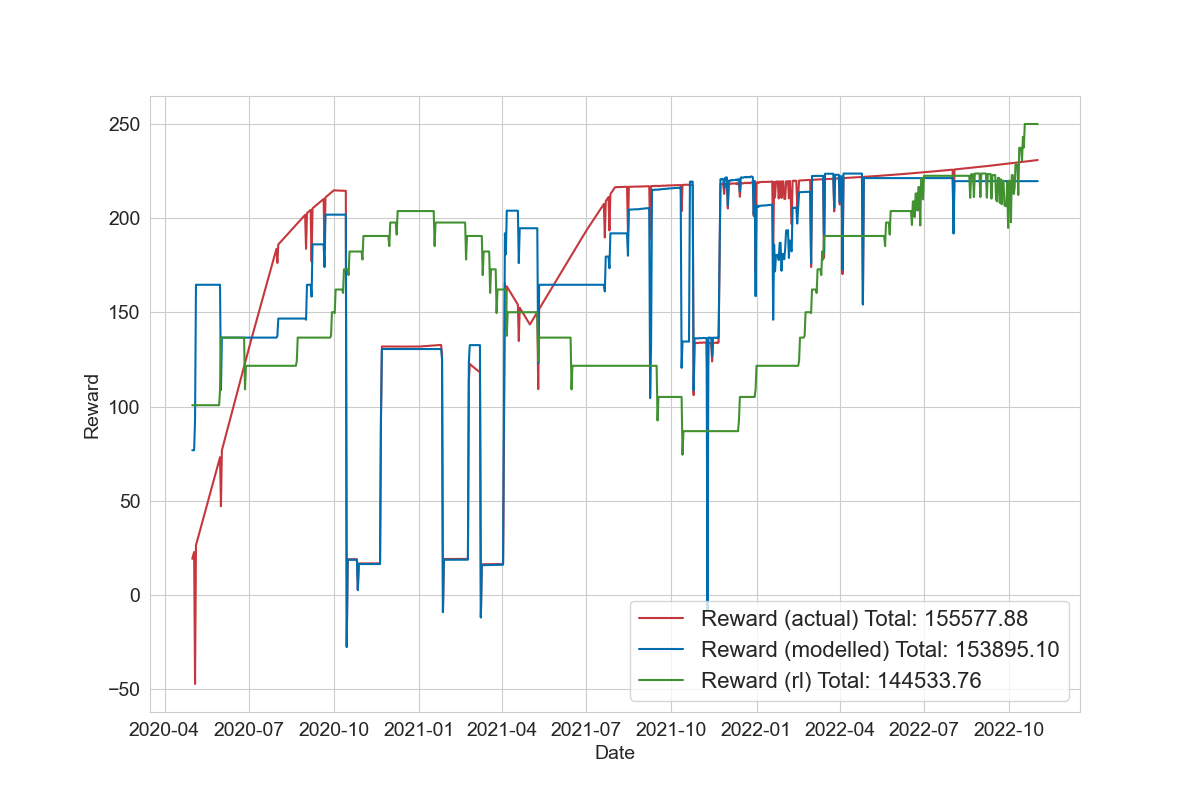 250
200
150
100
50
0
−50
Reward
2020-04 2020-07 2020-10 2021-01 2021-04 2021-07 2021-10 2022-01 2022-04 2022-07 2022-10
Date
Reward (actual) Total: 155577.88
Reward (modelled) Total: 153895.10
Reward (rl) Total: 144533.76